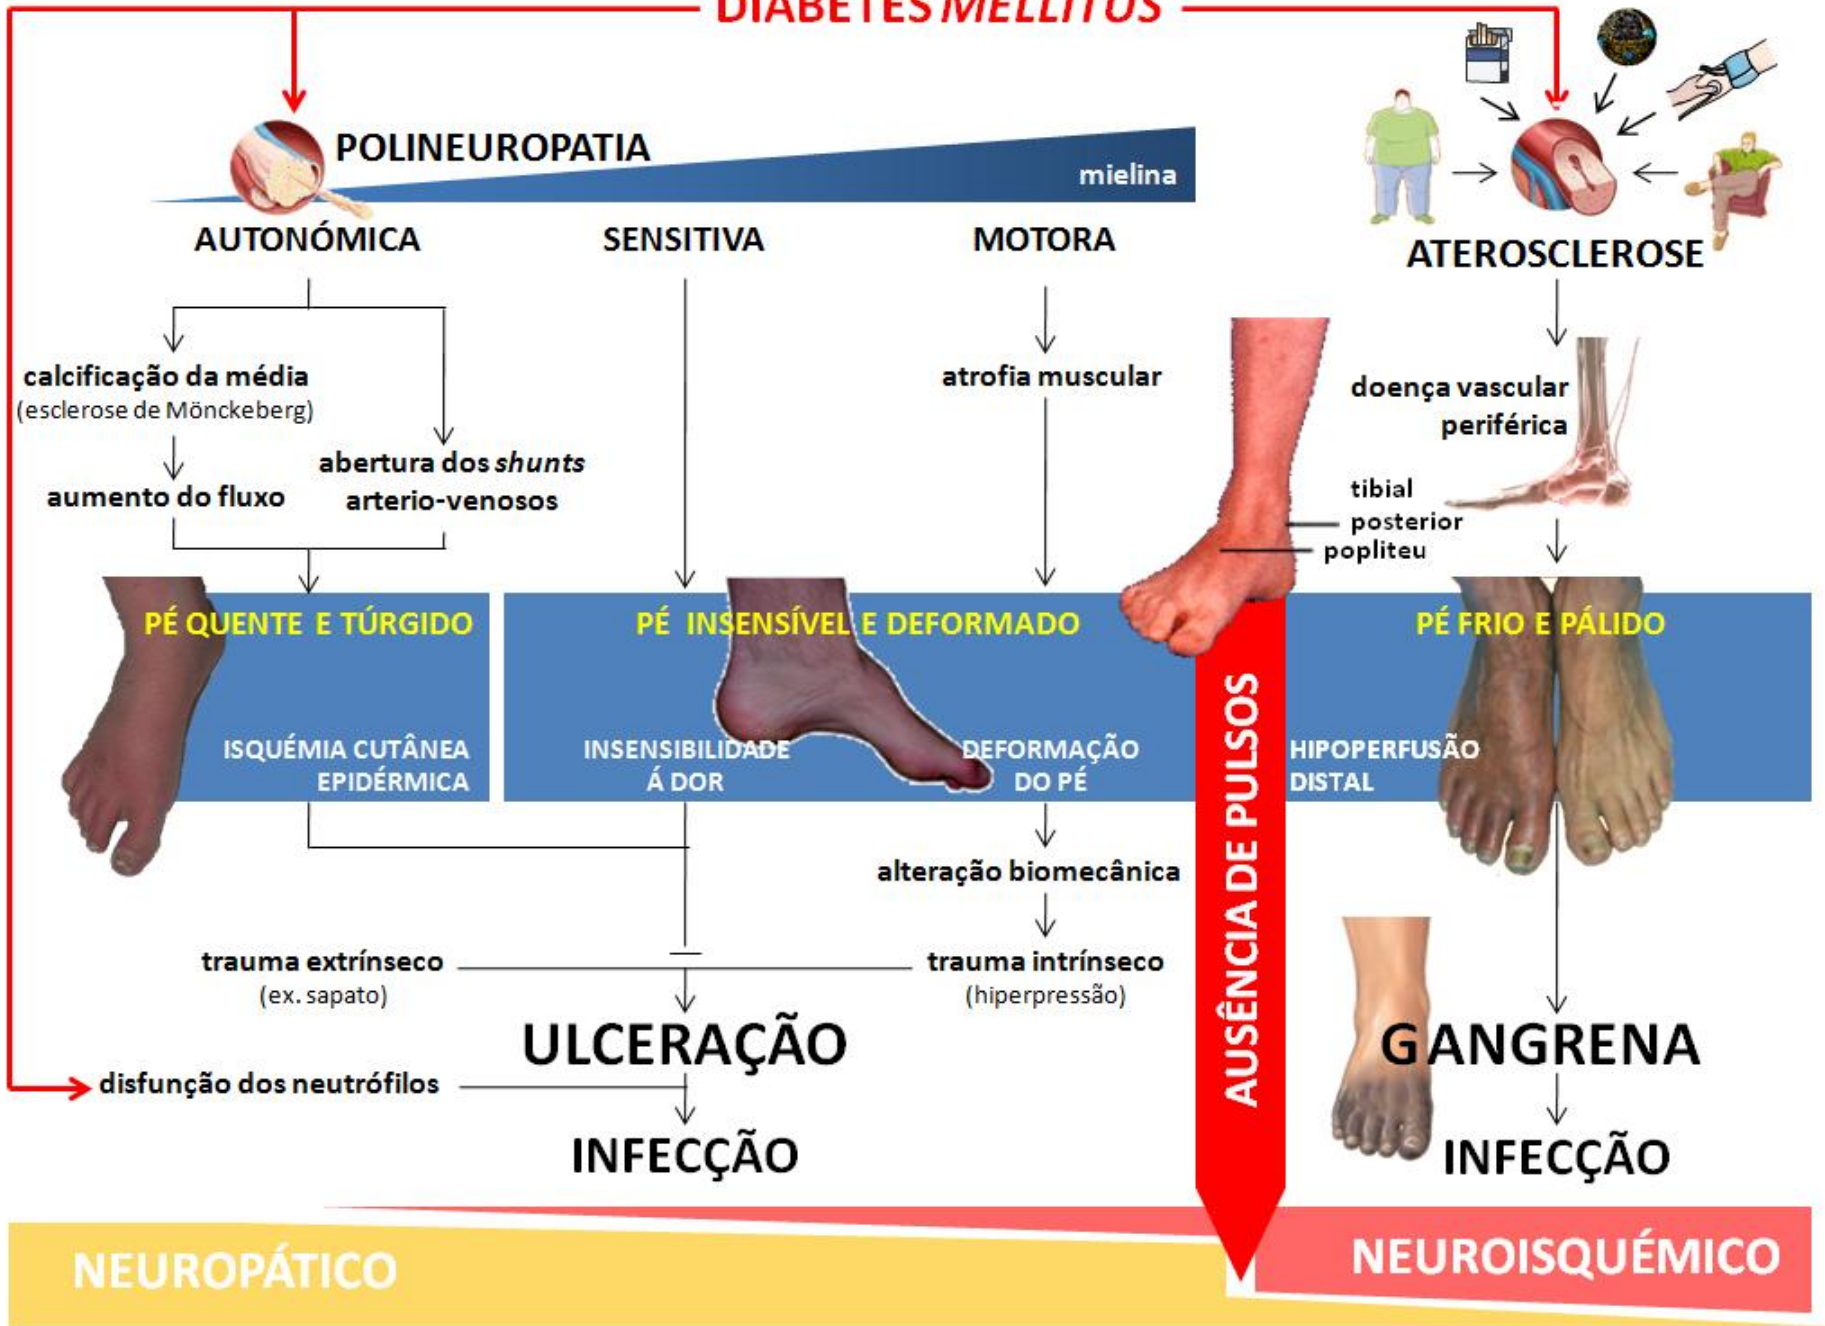 DIABETES MELLITUS
POLINEUROPATIA
mielina
AUTONÓMICA
SENSITIVA
MOTORA
ATEROSCLEROSE
calcificação da média
(esclerose de Mönckeberg)
aumento do fluxo
abertura dos shunts
arterio-venosos
atrofia muscular
doença vascular
periférica
tibial
posterior
popliteu
PÉ QUENTE E TÚRGIDO
PÉ INSENSÍVEL E DEFORMADO
PÉ FRIO E PÁLIDO
ISQUÉMIA CUTÂNEA
EPIDÉRMICA
INSENSIBILIDADE
Á DOR
DEFORMAÇÃO
DO PÉ
HIPOPERFUSÃO
DISTAL
AUSÊNCIA DE PULSOS
alteração biomecânica
trauma extrínseco
(ex. sapato)
trauma intrínseco
(hiperpressão)
ULCERAÇÃO
GANGRENA
disfunção dos neutrófilos
INFECÇÃO
INFECÇÃO
NEUROPÁTICO
NEUROISQUÉMICO